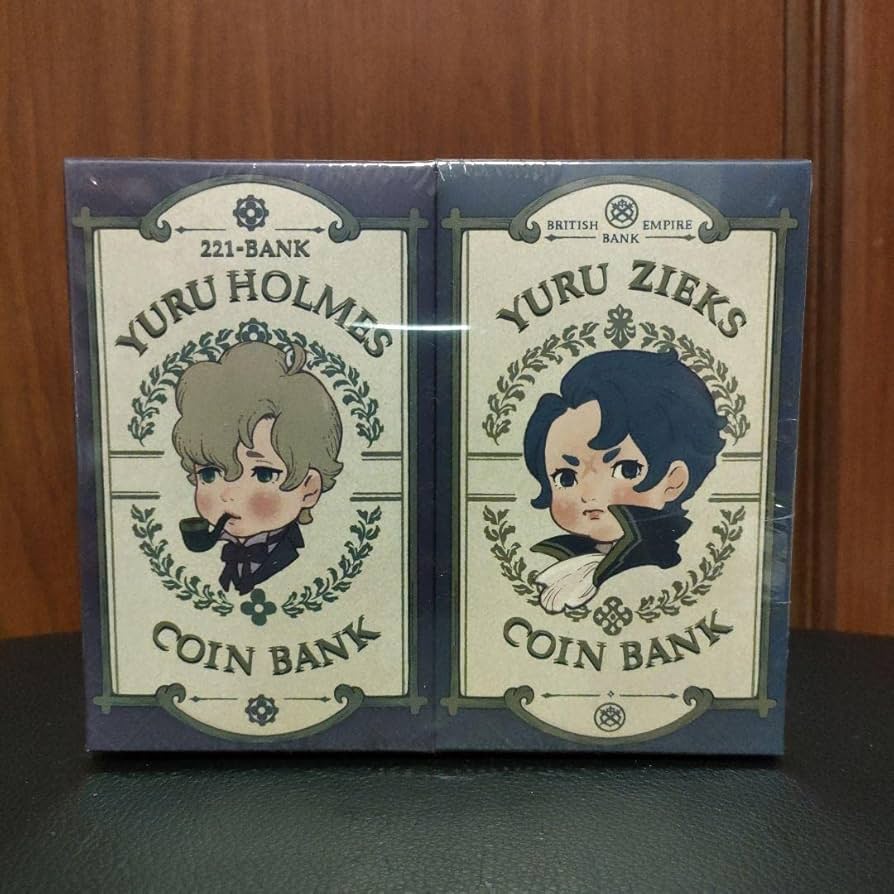 221-BANK
YURU HOLMES
COIN BANK
BRITISH EMPIRE
BANK
YURU ZIEKS
COIN BANK